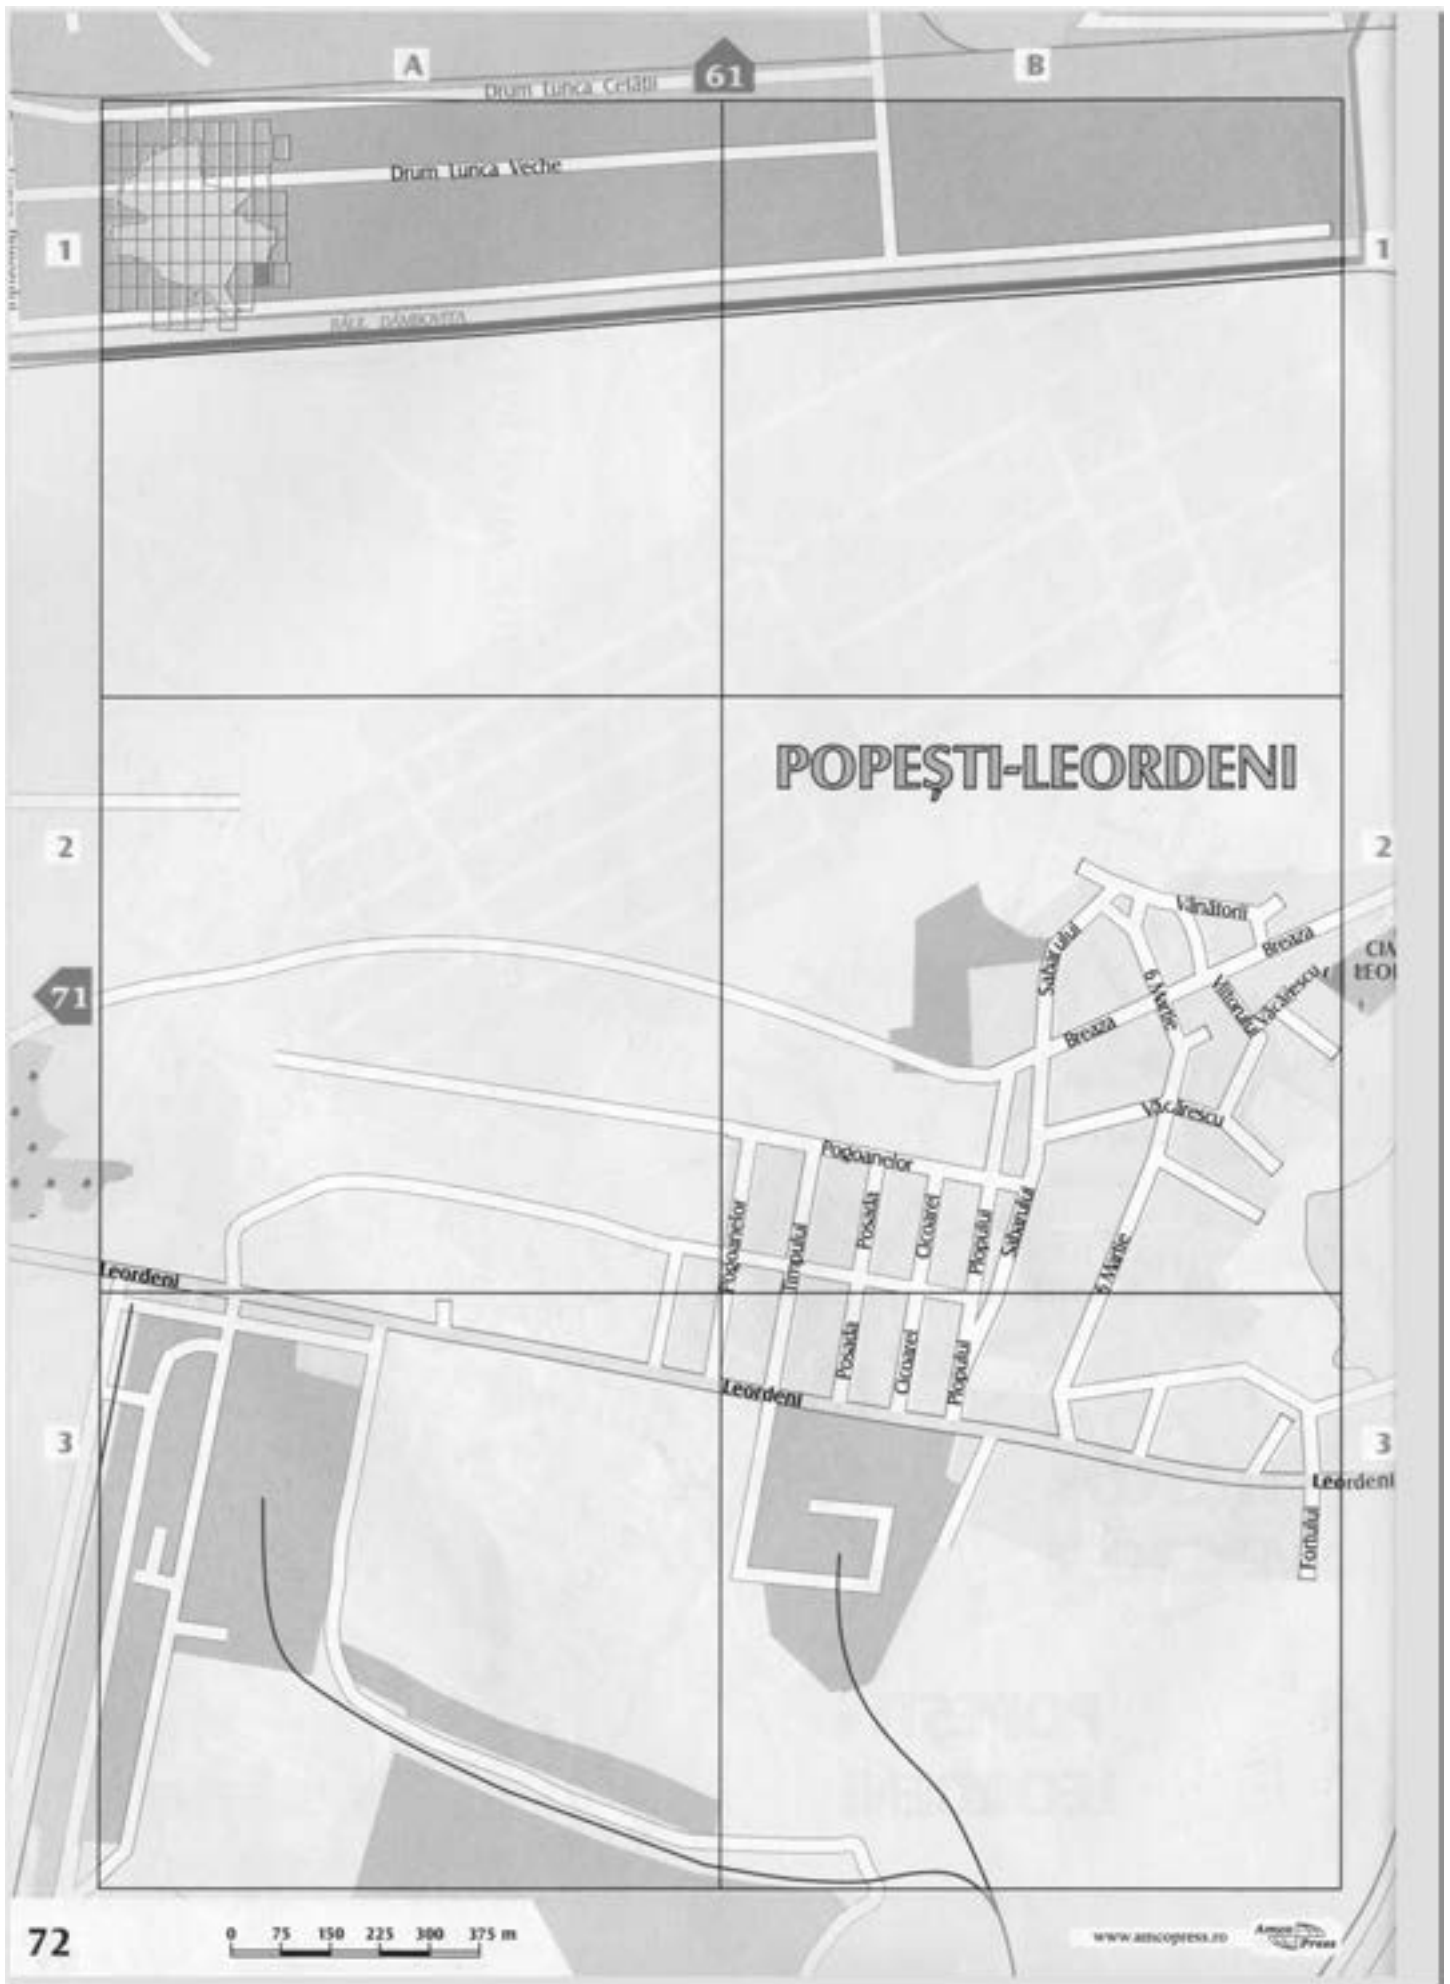 A
61
B
Drum Lunca Cetății
Drum Lunca Veche
1
1
RÂUL DÂMBOVIȚA
POPEȘTI-LEORDENI
2
2
Vânătorii
Sabarului
Breaza
CIM
LEOR
71
6 Martie
Viitorului
Văcărescu
Breaza
Văcărescu
Pogoanelor
Pogoanelor
Timpului
Posada
Cicoarei
Plopului
Sabarului
6 Martie
Leordeni
Posada
Cicoarei
Plopului
Leordeni
3
3
Leordeni
Fortului
72
0 75 150 225 300 375 m
www.amcopress.ro
Amco
Press